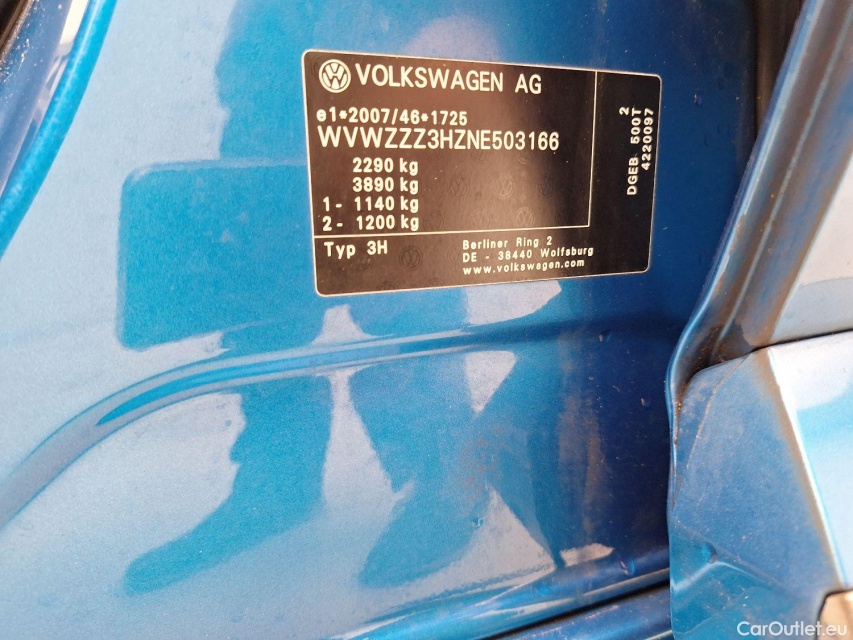 VOLKSWAGEN AG
e1*2007/46*1725
WVWZZZ3HZNE503166
2290 kg
3890 kg
1- 1140 kg
2- 1200 kg
Typ 3H
Berliner Ring 2
DE - 38440 Wolfsburg
www.volkswagen.com
2
DGEB 500T
4220097
CarOutlet.eu